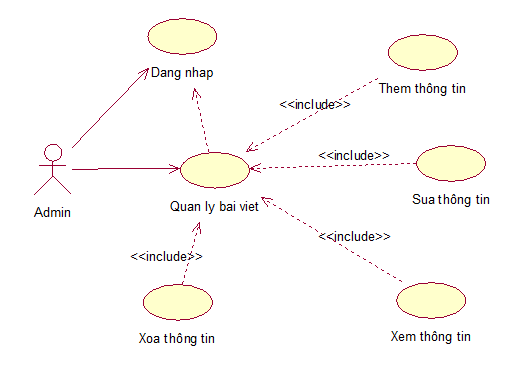 Dang nhap
Them thông tin
<<include>>
<<include>>
Sua thông tin
Admin
Quan ly bai viet
<<include>>
<<include>>
Xoa thông tin
Xem thông tin